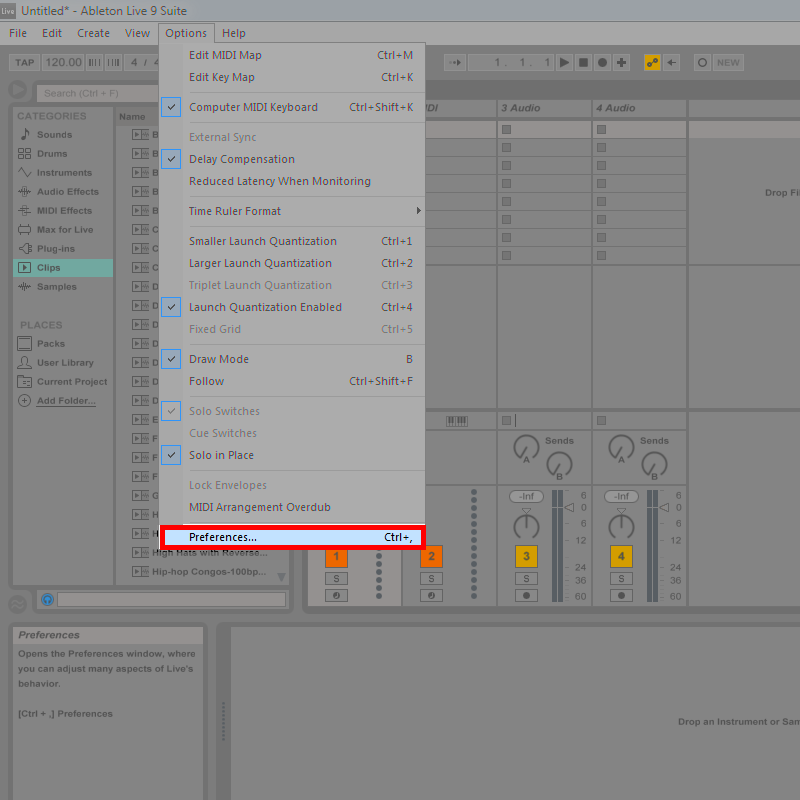 Live Untitled* - Ableton Live 9 Suite
File Edit Create View Options Help
TAP 120.00 4 / 4 1 . 1 . 1 NEW
Search (Ctrl + F)
CATEGORIES
Sounds
Drums
Instruments
Audio Effects
MIDI Effects
Max for Live
Plug-ins
Clips
Samples
PLACES
Packs
User Library
Current Project
Add Folder...
Name
Edit MIDI Map Ctrl+M
Edit Key Map Ctrl+K
Computer MIDI Keyboard Ctrl+Shift+K
External Sync
Delay Compensation
Reduced Latency When Monitoring
Time Ruler Format
Smaller Launch Quantization Ctrl+1
Larger Launch Quantization Ctrl+2
Triplet Launch Quantization Ctrl+3
Launch Quantization Enabled Ctrl+4
Fixed Grid Ctrl+5
Draw Mode B
Follow Ctrl+Shift+F
Solo Switches
Cue Switches
Solo in Place
Lock Envelopes
MIDI Arrangement Overdub
Preferences... Ctrl+,
High Hats with Reverse...
Hip-hop Congos-100bp...
3 Audio 4 Audio
Drop Fi
Sends Sends
A B A B
-Inf -Inf
6 6
0 0
6 6
12 12
24 24
36 36
60 60
1 2 3 4
S S S S
Preferences
Opens the Preferences window, where
you can adjust many aspects of Live's
behavior.
[Ctrl + ,] Preferences
Drop an Instrument or Sam